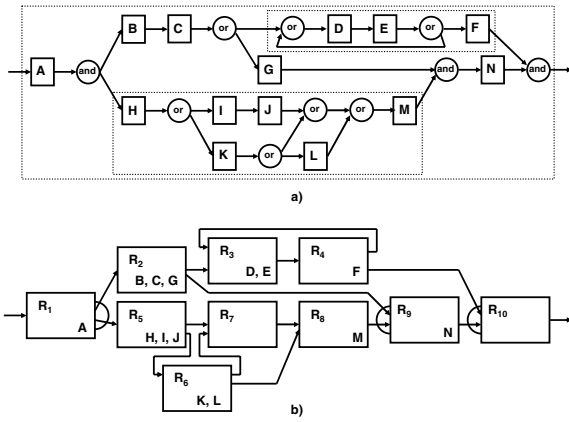 or D E or F
B C or
A and G and N and
H or I J or or M
K or L
a)
R3 R4
R2
D, E F
B, C, G
R1 R5 R7 R8 R9 R10
A H, I, J M N
R6
K, L
b)